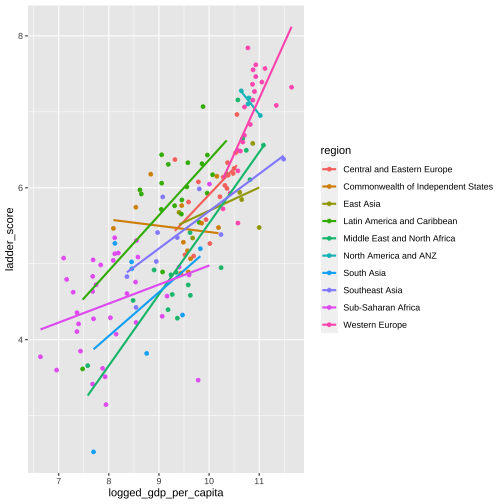 8
6
4
ladder_score
7
8
9
10
11
logged_gdp_per_capita
region
Central and Eastern Europe
Commonwealth of Independent States
East Asia
Latin America and Caribbean
Middle East and North Africa
North America and ANZ
South Asia
Southeast Asia
Sub-Saharan Africa
Western Europe